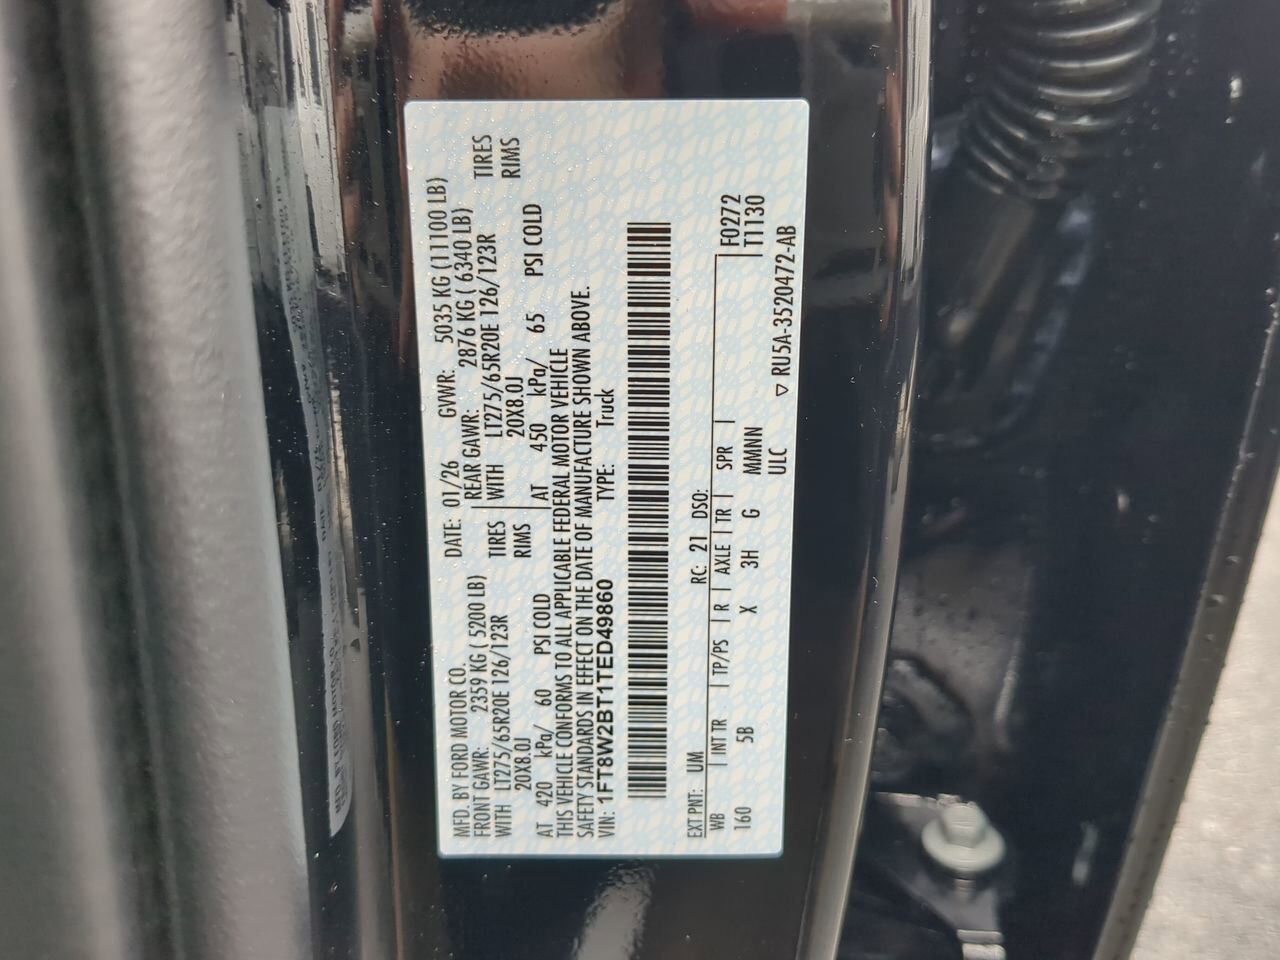 MFD. BY FORD MOTOR CO. DATE: 01/26 GVWR: 5035 KG (11100 LB)
FRONT GAWR: 2359 KG ( 5200 LB) REAR GAWR: 2876 KG ( 6340 LB)
WITH LT275/65R20E 126/123R TIRES WITH LT275/65R20E 126/123R TIRES
20X8.0J RIMS 20X8.0J RIMS
AT 420 kPa/ 60 PSI COLD AT 450 kPa/ 65 PSI COLD
THIS VEHICLE CONFORMS TO ALL APPLICABLE FEDERAL MOTOR VEHICLE
SAFETY STANDARDS IN EFFECT ON THE DATE OF MANUFACTURE SHOWN ABOVE.
VIN: 1FT8W2BT1TED49860 TYPE: Truck
EXT PNT: UM RC: 21 DSO:
WB INT TR TP/PS R AXLE TR SPR F0272
160 5B X 3H G MMNNN T1130
ULC ▽ RU5A-3520472-AB